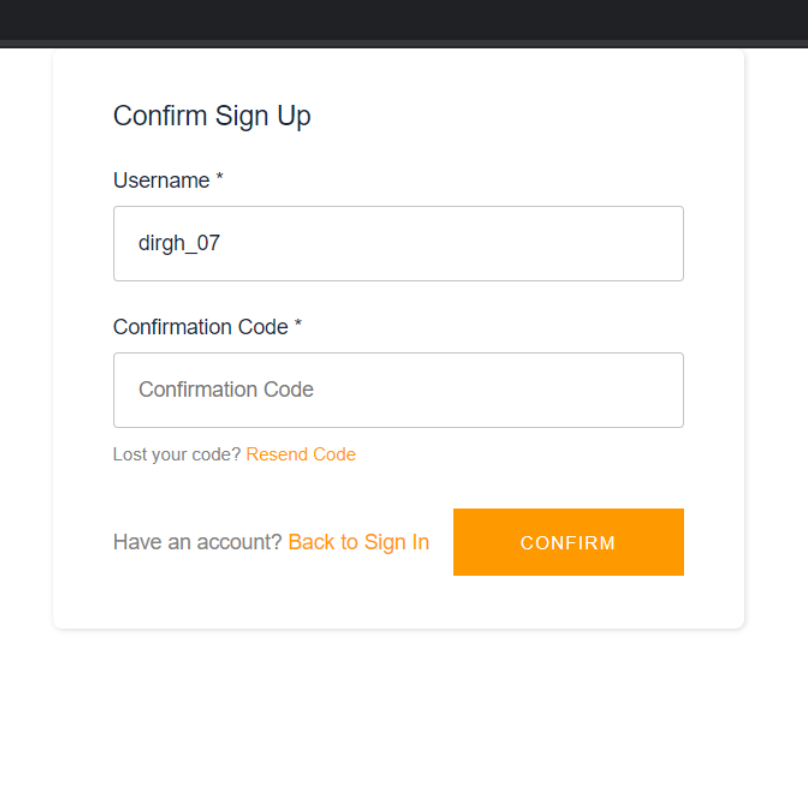 Confirm Sign Up
Username *
dirgh_07
Confirmation Code *
Confirmation Code
Lost your code? Resend Code
Have an account? Back to Sign In CONFIRM